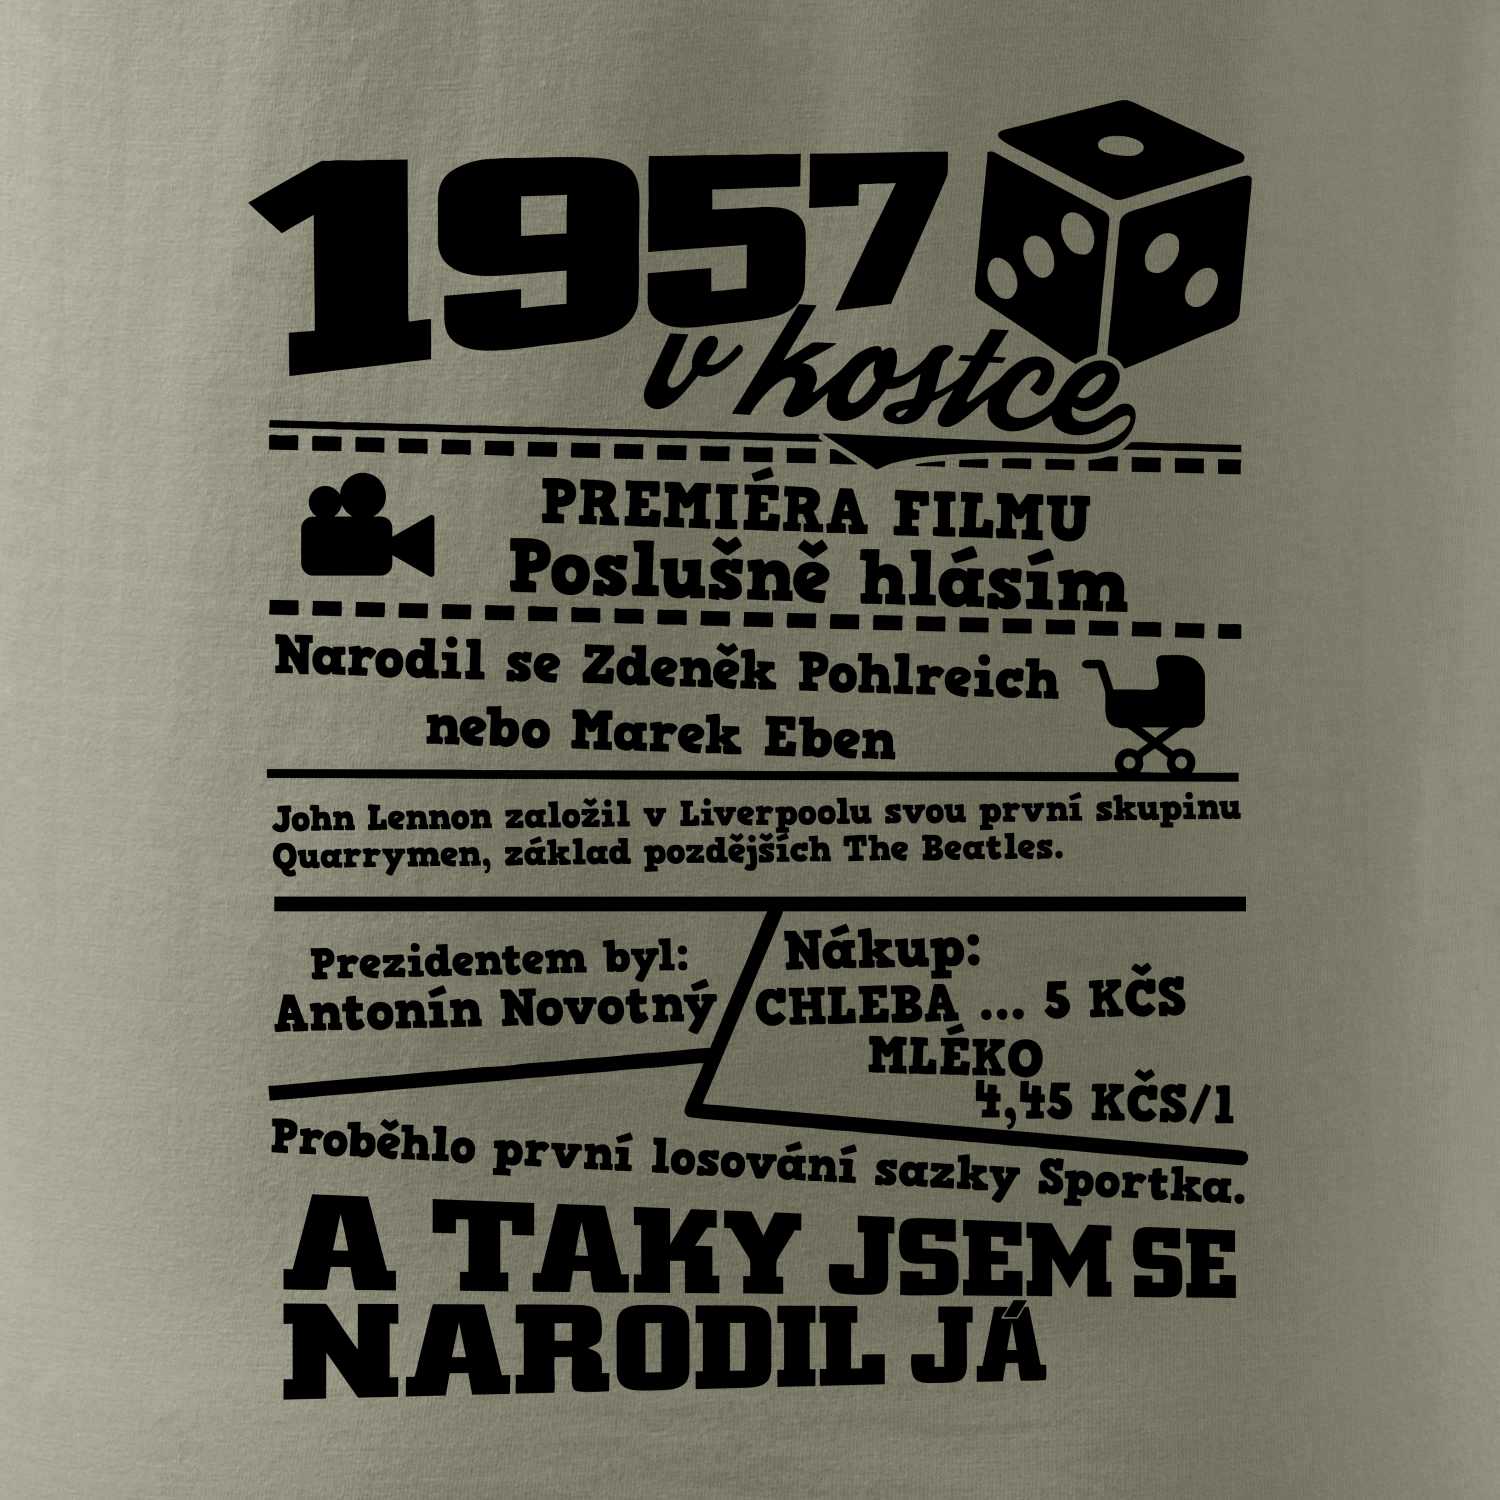 1957
v kostce
PREMIÉRA FILMU
Poslušně hlásím
Narodil se Zdeněk Pohlreich
nebo Marek Eben
John Lennon založil v Liverpoolu svou první skupinu
Quarrymen, základ pozdějších The Beatles.
Prezidentem byl:
Antonín Novotný
Nákup:
CHLEBA ... 5 KČS
MLÉKO
4,45 KČS/l
Proběhlo první losování sazky Sportka.
A TAKY JSEM SE
NARODIL JÁ